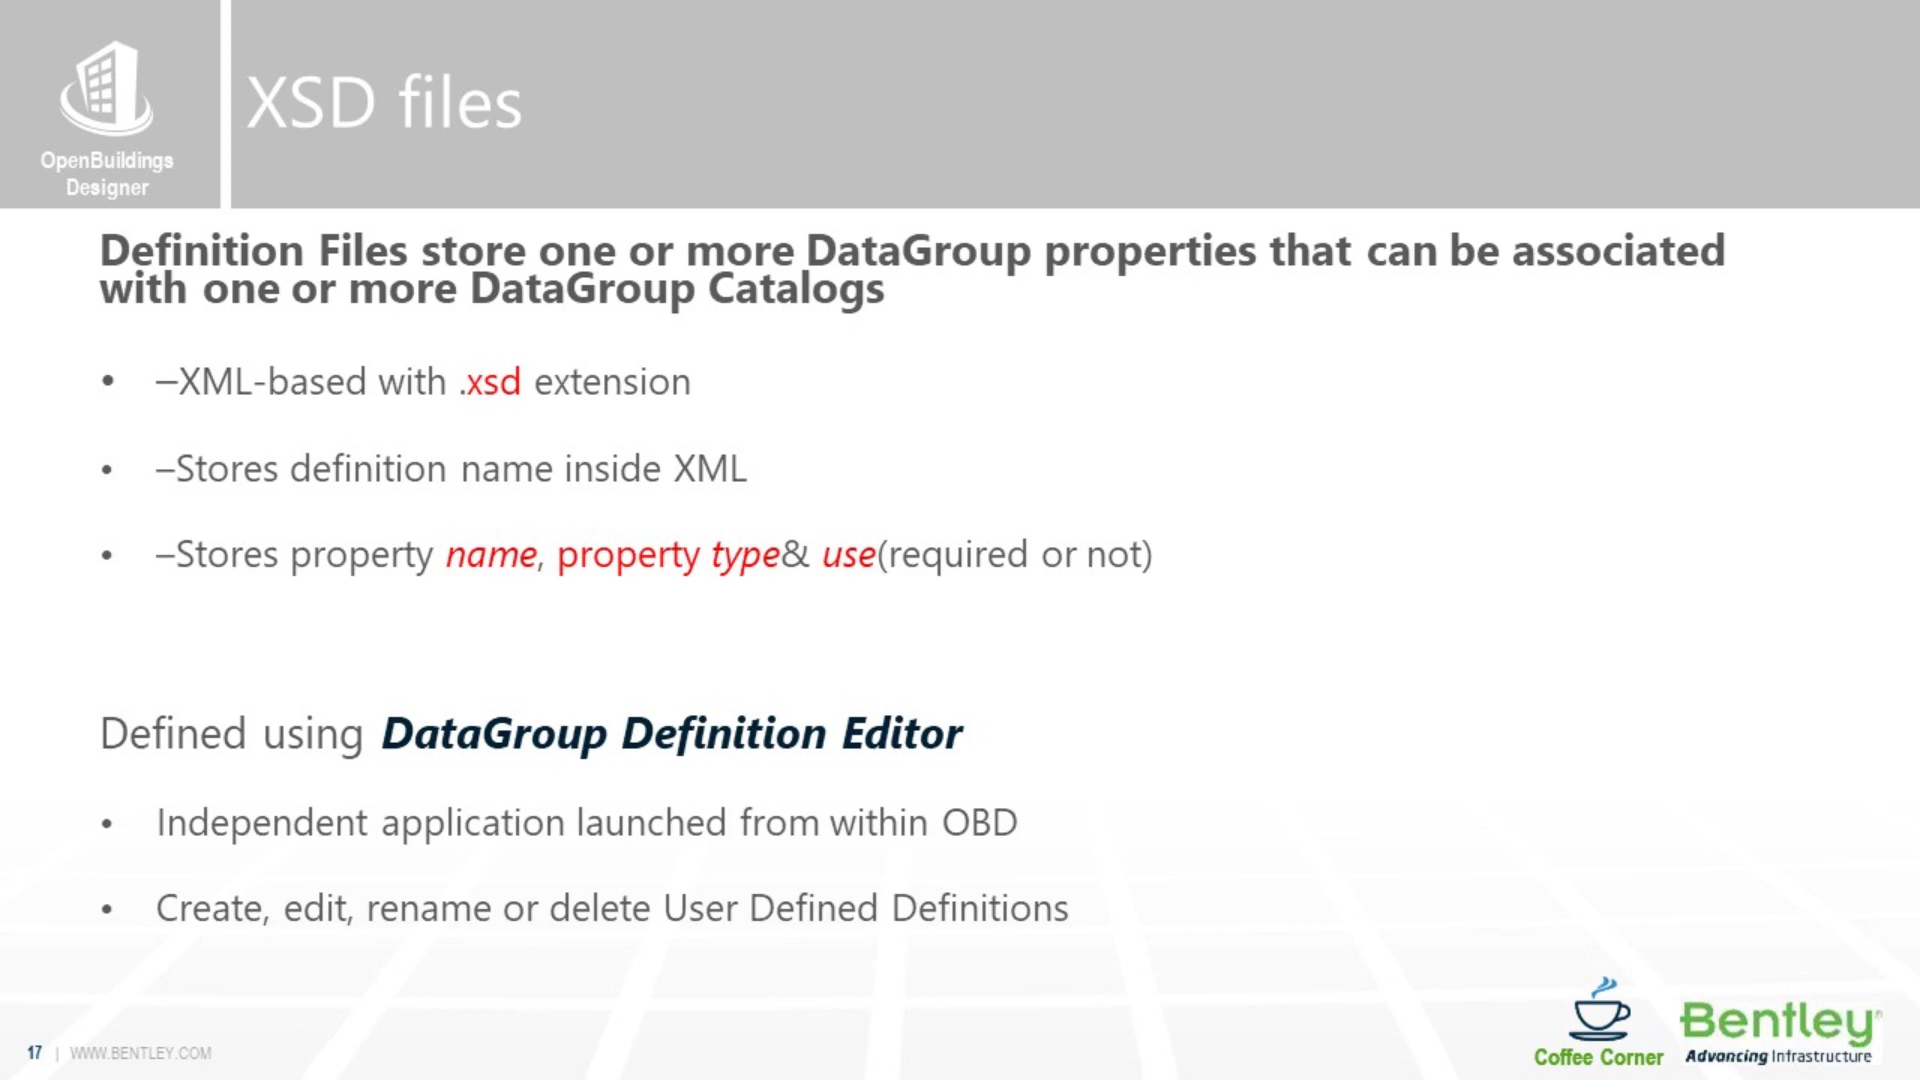 OpenBuildings
Designer
XSD files
Definition Files store one or more DataGroup properties that can be associated
with one or more DataGroup Catalogs
• –XML-based with .xsd extension
• –Stores definition name inside XML
• –Stores property name, property type& use(required or not)
Defined using DataGroup Definition Editor
• Independent application launched from within OBD
• Create, edit, rename or delete User Defined Definitions
17 | WWW.BENTLEY.COM
Coffee Corner
Bentley®
Advancing Infrastructure